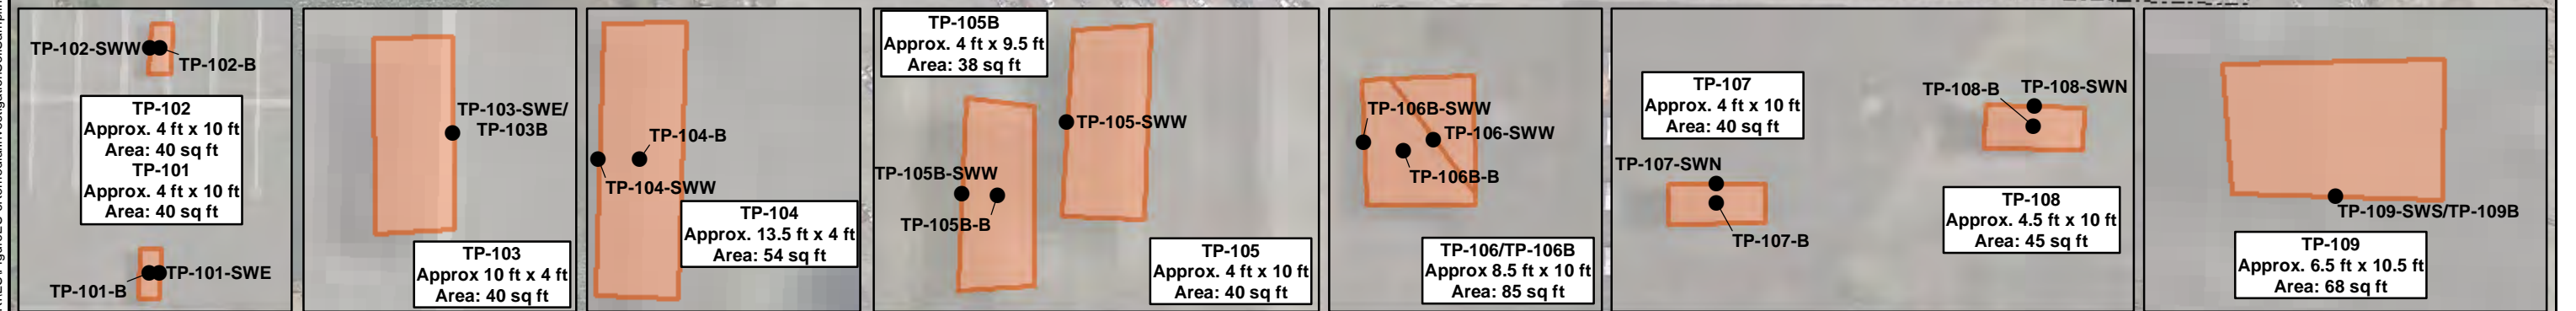 TP-102-SWW
TP-102-B
TP-102
Approx. 4 ft x 10 ft
Area: 40 sq ft
TP-101
Approx. 4 ft x 10 ft
Area: 40 sq ft
TP-101-SWE
TP-101-B
TP-103-SWE/
TP-103B
TP-103
Approx 10 ft x 4 ft
Area: 40 sq ft
TP-104-B
TP-104-SWW
TP-104
Approx. 13.5 ft x 4 ft
Area: 54 sq ft
TP-105B
Approx. 4 ft x 9.5 ft
Area: 38 sq ft
TP-105-SWW
TP-105B-SWW
TP-105B-B
TP-105
Approx. 4 ft x 10 ft
Area: 40 sq ft
TP-106B-SWW
TP-106-SWW
TP-106B-B
TP-106/TP-106B
Approx 8.5 ft x 10 ft
Area: 85 sq ft
TP-107
Approx. 4 ft x 10 ft
Area: 40 sq ft
TP-107-SWN
TP-107-B
TP-108-B
TP-108-SWN
TP-108
Approx. 4.5 ft x 10 ft
Area: 45 sq ft
TP-109-SWS/TP-109B
TP-109
Approx. 6.5 ft x 10.5 ft
Area: 68 sq ft